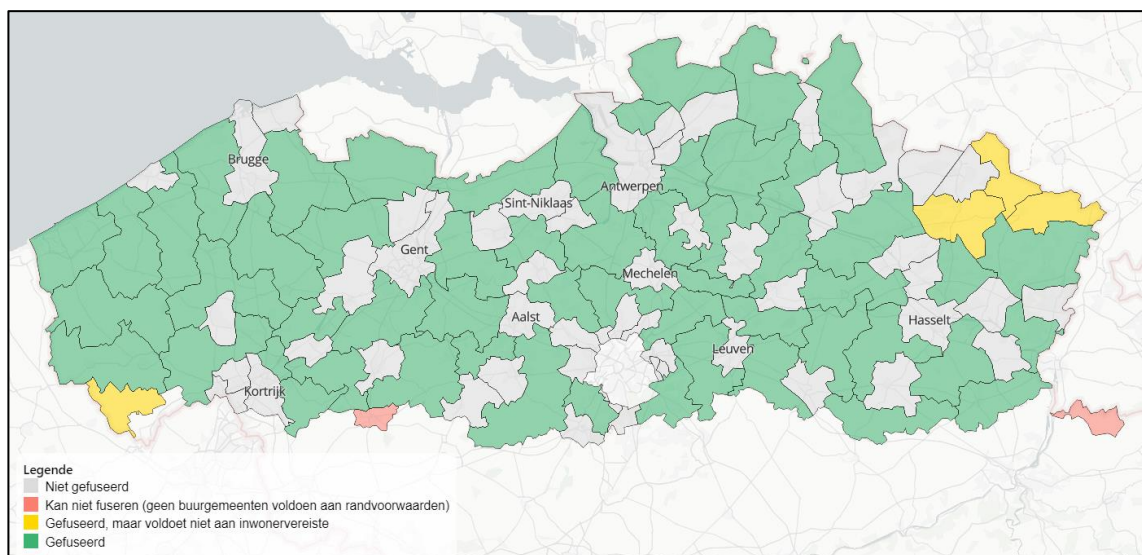 Brugge
Antwerpen
Sint-Niklaas
Gent
Mechelen
Aalst
Hasselt
Leuven
Kortrijk
Legende
Niet gefuseerd
Kan niet fuseren (geen buurgemeenten voldoen aan randvoorwaarden)
Gefuseerd, maar voldoet niet aan inwonervereiste
Gefuseerd